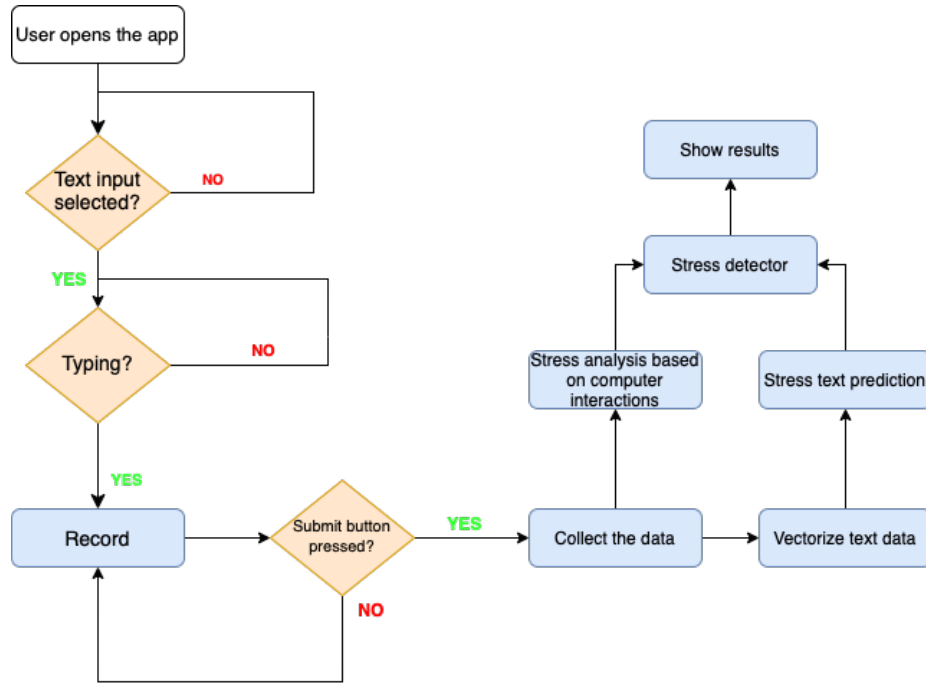 User opens the app
Text input
selected?
NO
YES
Typing?
NO
YES
Record
Submit button
pressed?
NO
YES
Collect the data
Vectorize text data
Stress analysis based
on computer
interactions
Stress text prediction
Stress detector
Show results